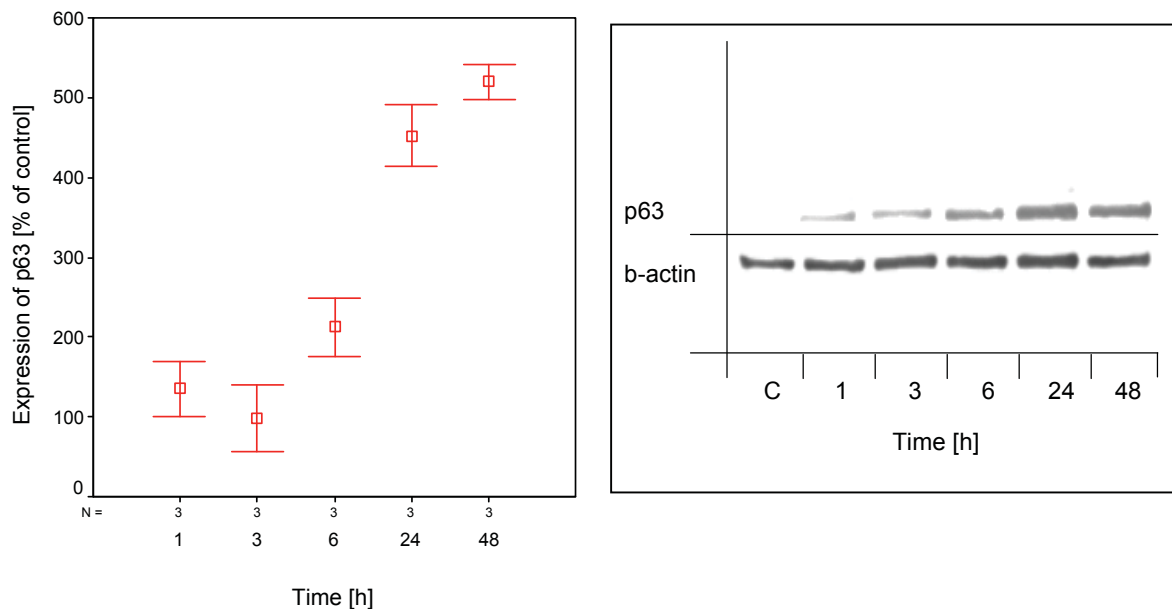 Expression of p63 [% of control]
600
500
400
300
200
100
0
N = 3 3 3 3 3
1 3 6 24 48
Time [h]
p63
b-actin
C 1 3 6 24 48
Time [h]